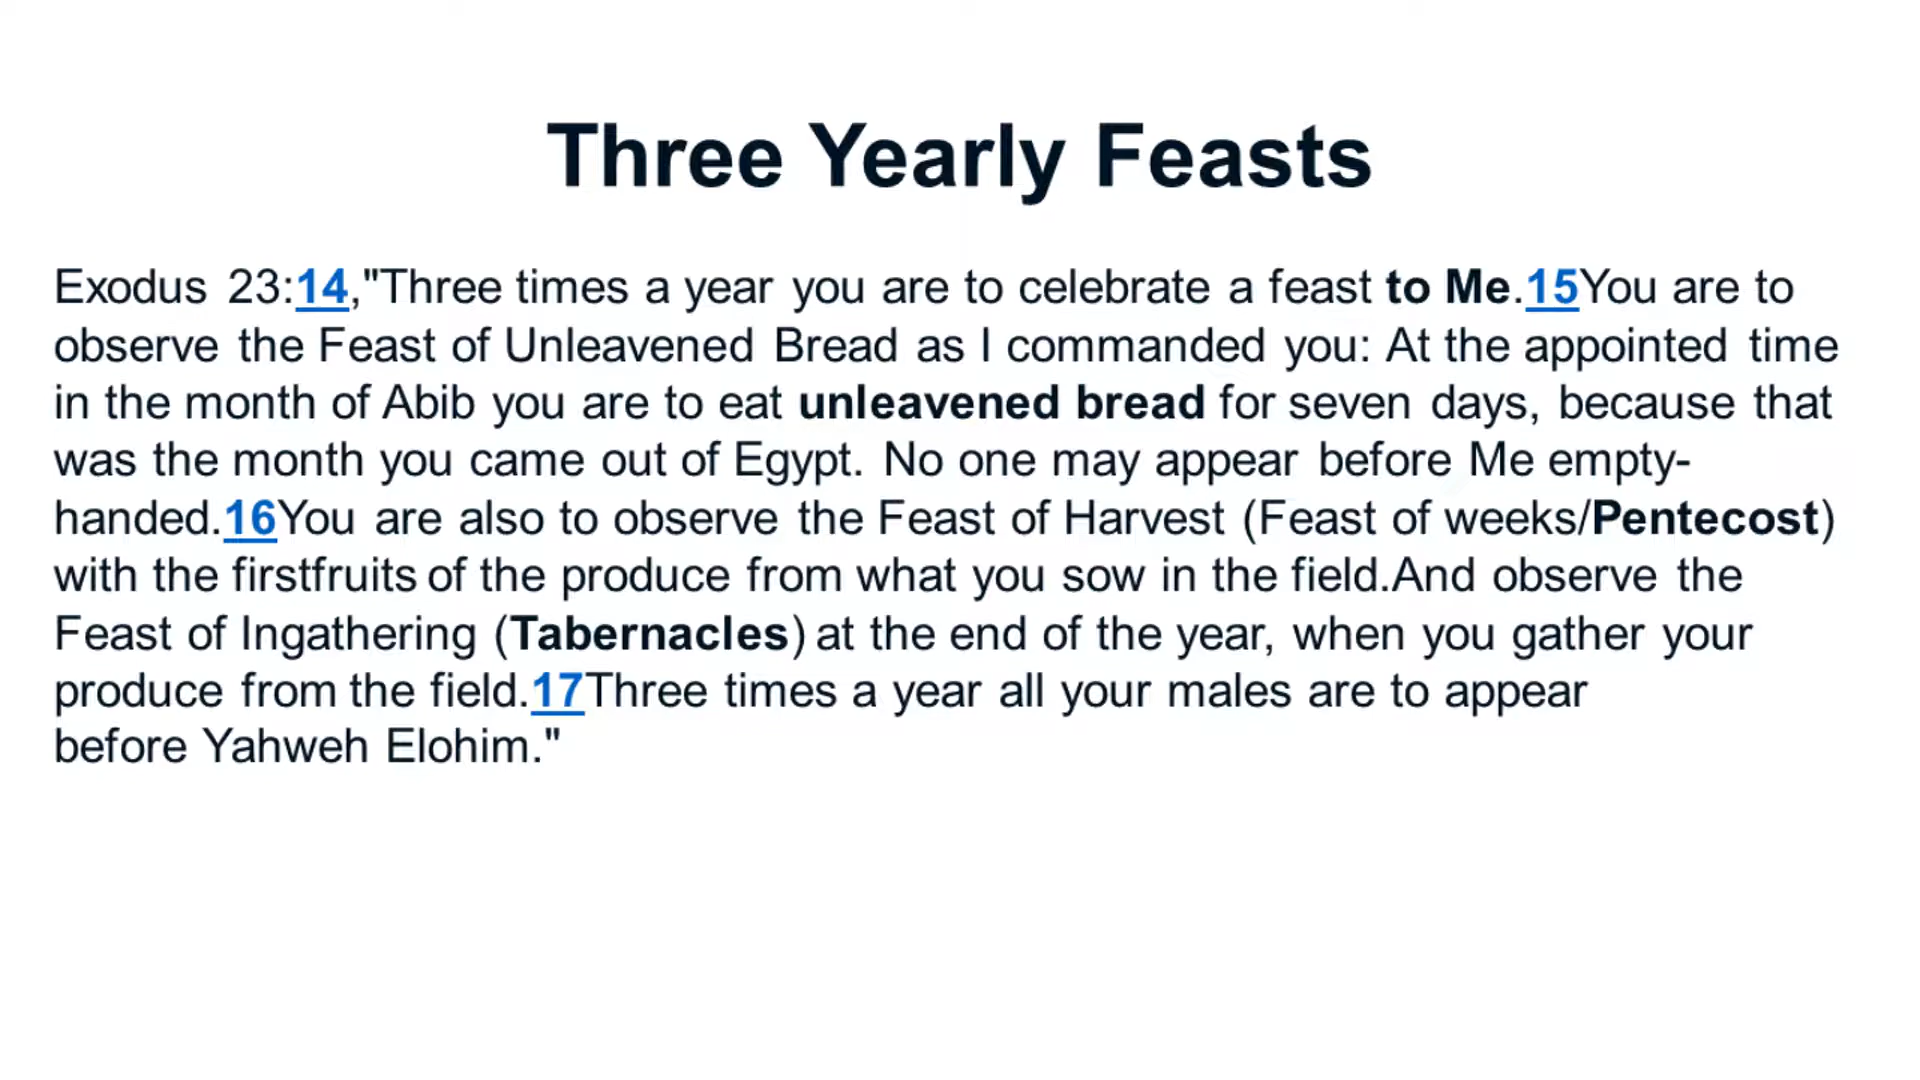 Three Yearly Feasts
Exodus 23:14,"Three times a year you are to celebrate a feast to Me.15You are to
observe the Feast of Unleavened Bread as I commanded you: At the appointed time
in the month of Abib you are to eat unleavened bread for seven days, because that
was the month you came out of Egypt. No one may appear before Me empty-
handed.16You are also to observe the Feast of Harvest (Feast of weeks/Pentecost)
with the firstfruits of the produce from what you sow in the field.And observe the
Feast of Ingathering (Tabernacles) at the end of the year, when you gather your
produce from the field.17Three times a year all your males are to appear
before Yahweh Elohim."